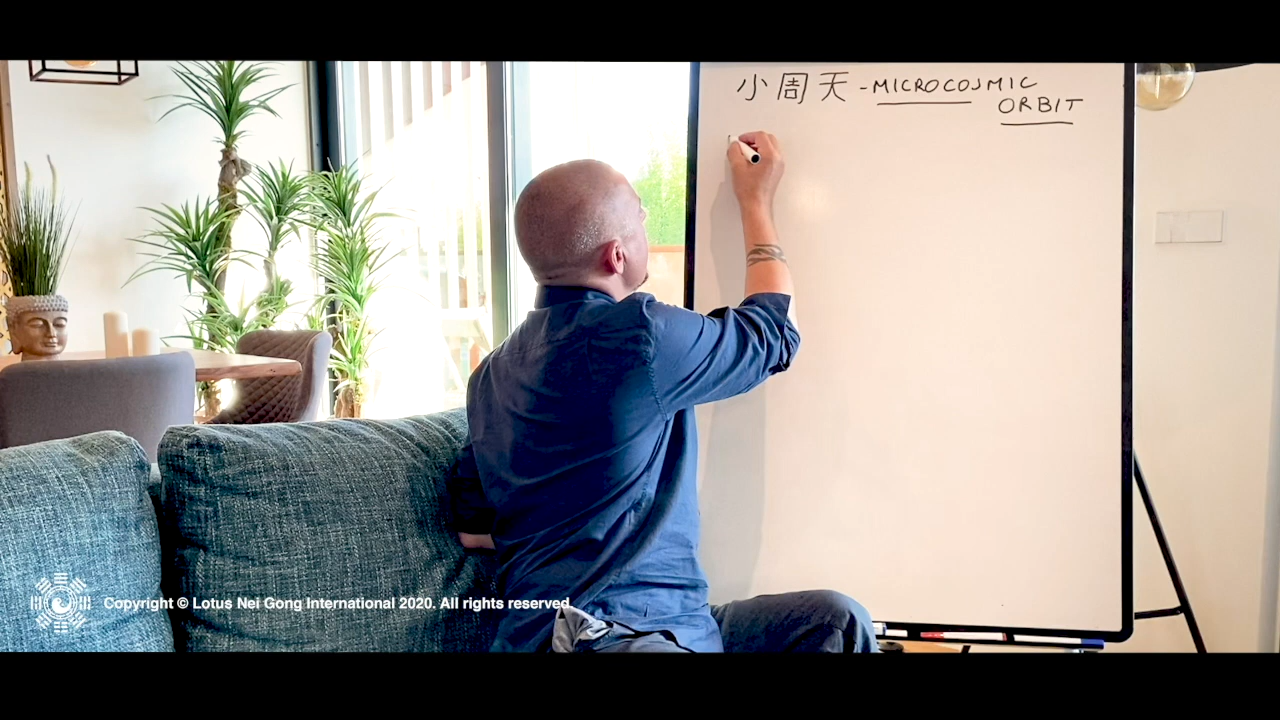 小周天 - MICROCOSMIC
ORBIT
Copyright © Lotus Nei Gong International 2020. All rights reserved.